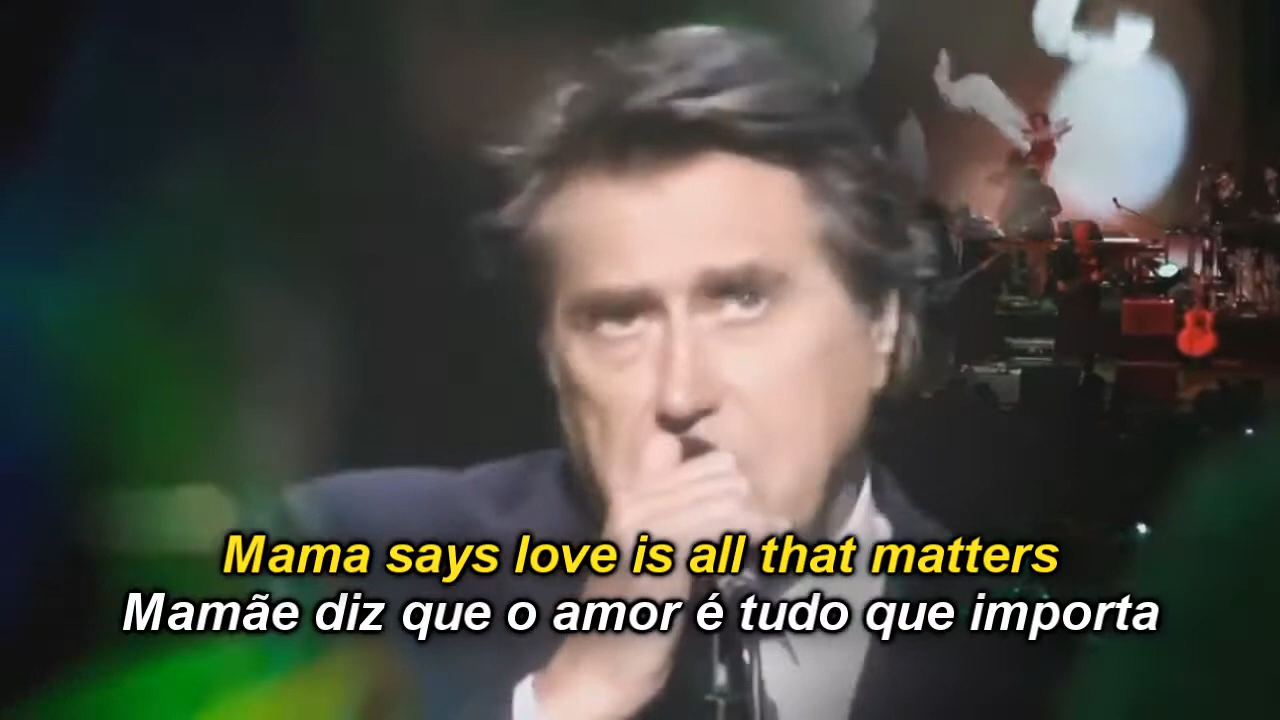 Mama says love is all that matters
Mamãe diz que o amor é tudo que importa